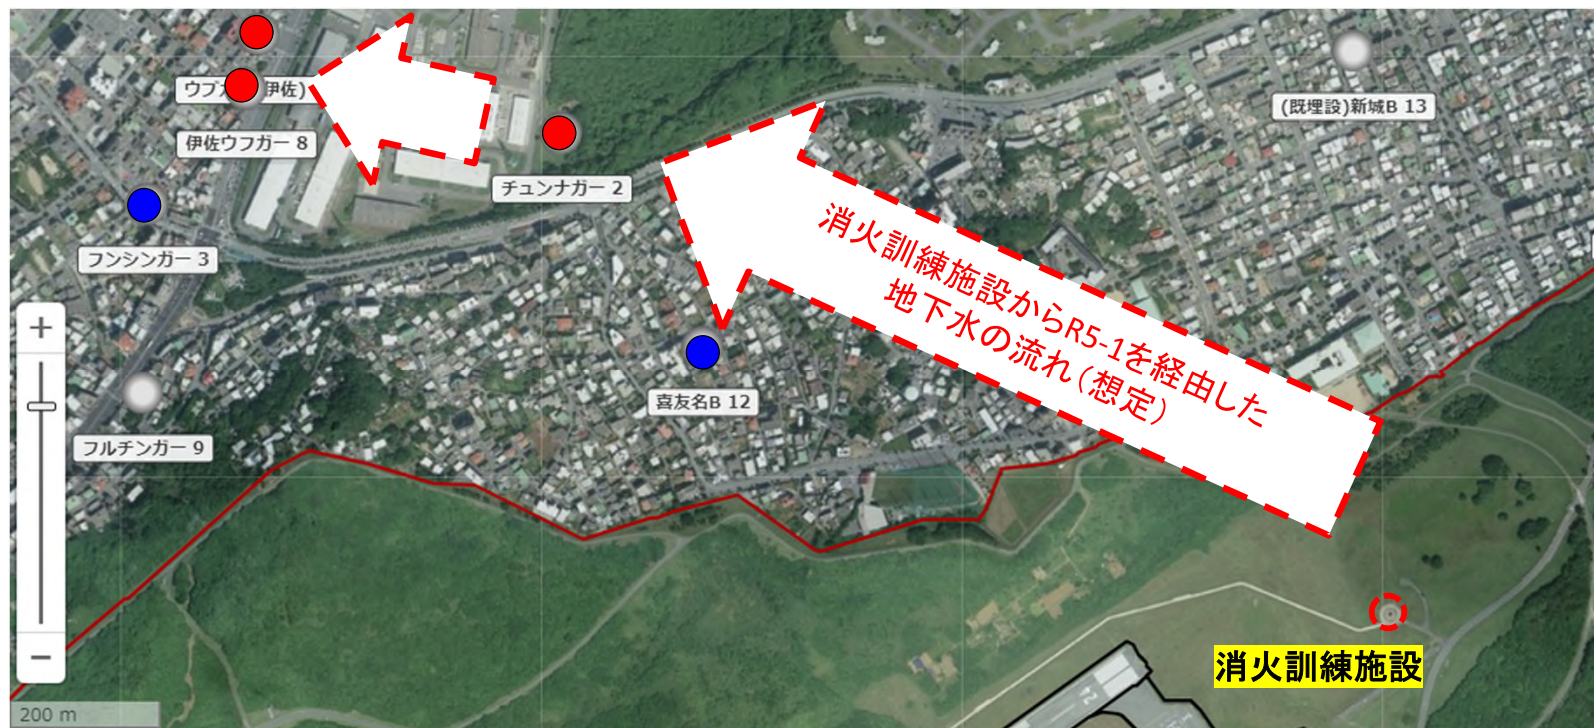 ウブガ
伊佐)
(既埋設)新城B 13
伊佐ウフガー 8
チュンナガー 2
消火訓練施設からR5-1を経由した
地下水の流れ(想定)
フンシンガー 3
+
喜友名B 12
フルチンガー 9
−
消火訓練施設
200 m